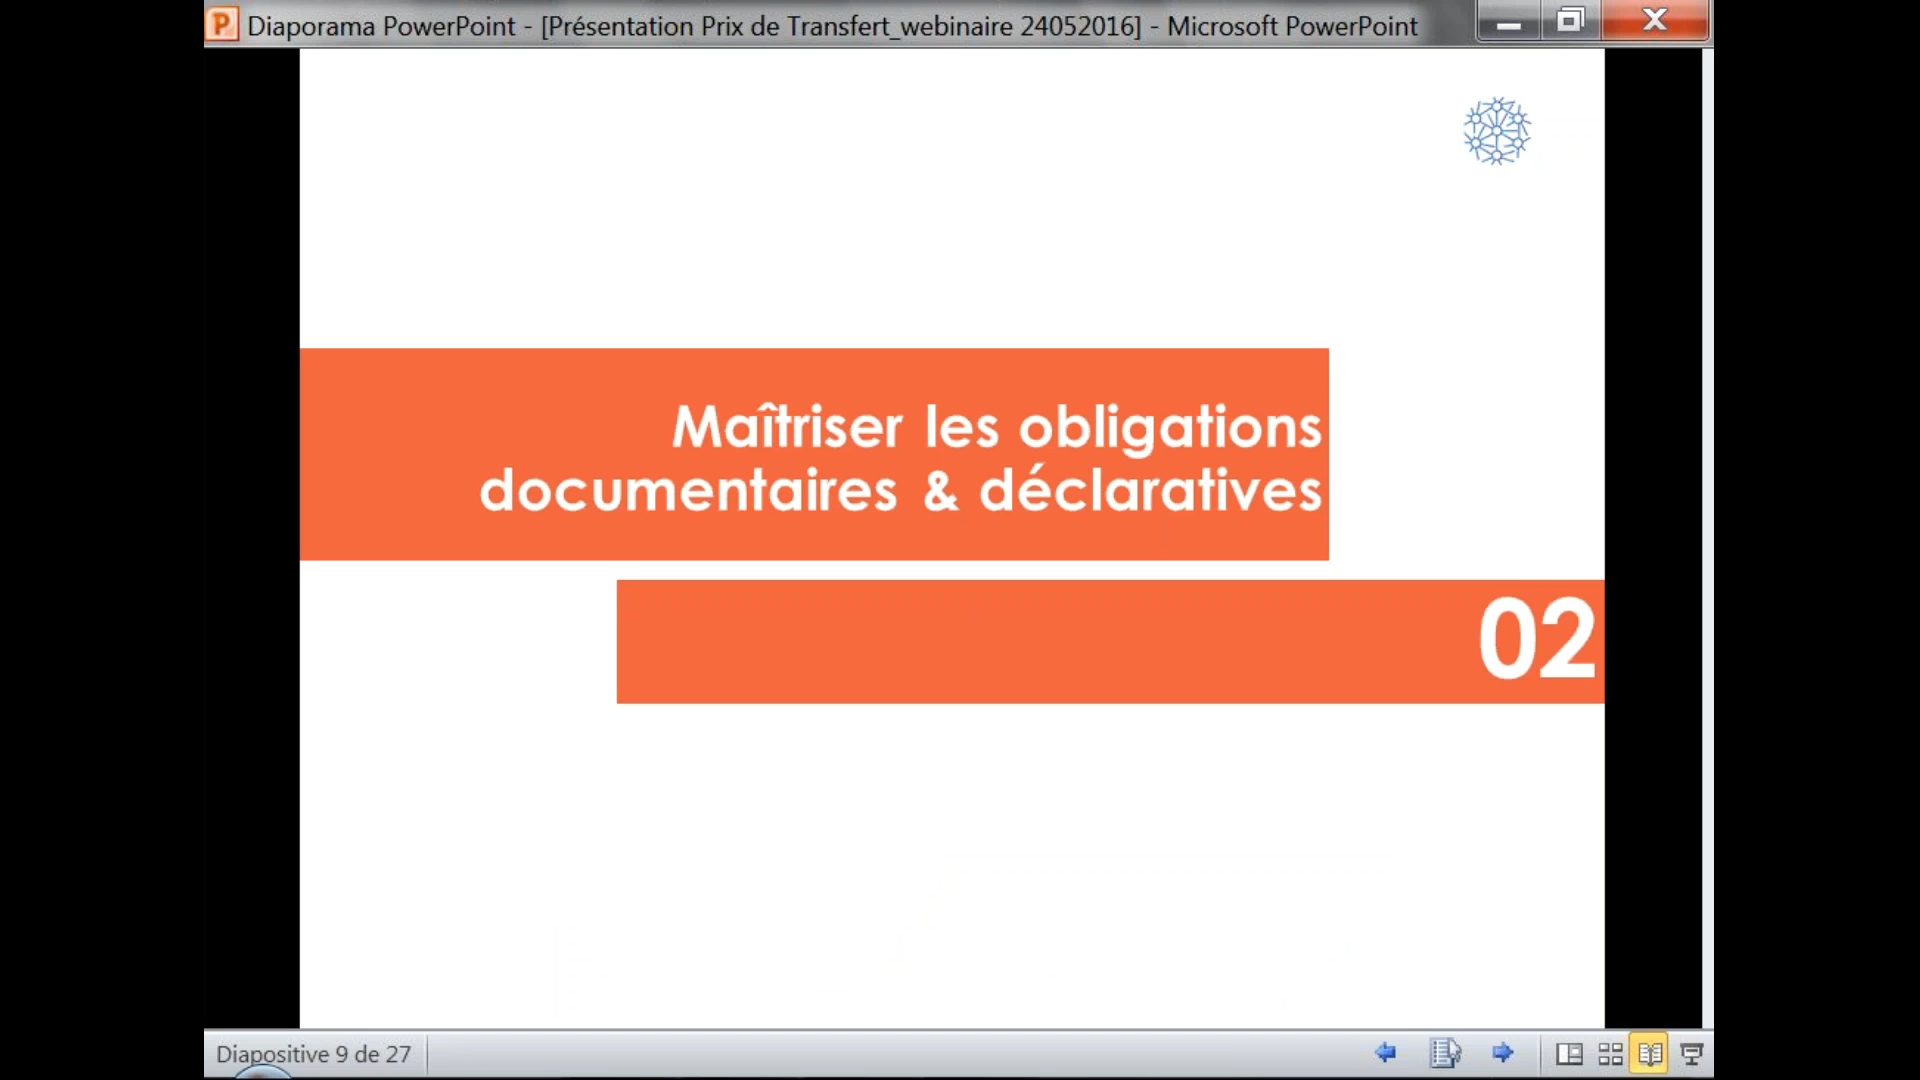 Diaporama PowerPoint - [Présentation Prix de Transfert_webinaire 24052016] - Microsoft PowerPoint
Maîtriser les obligations
documentaires & déclaratives
02
Diapositive 9 de 27